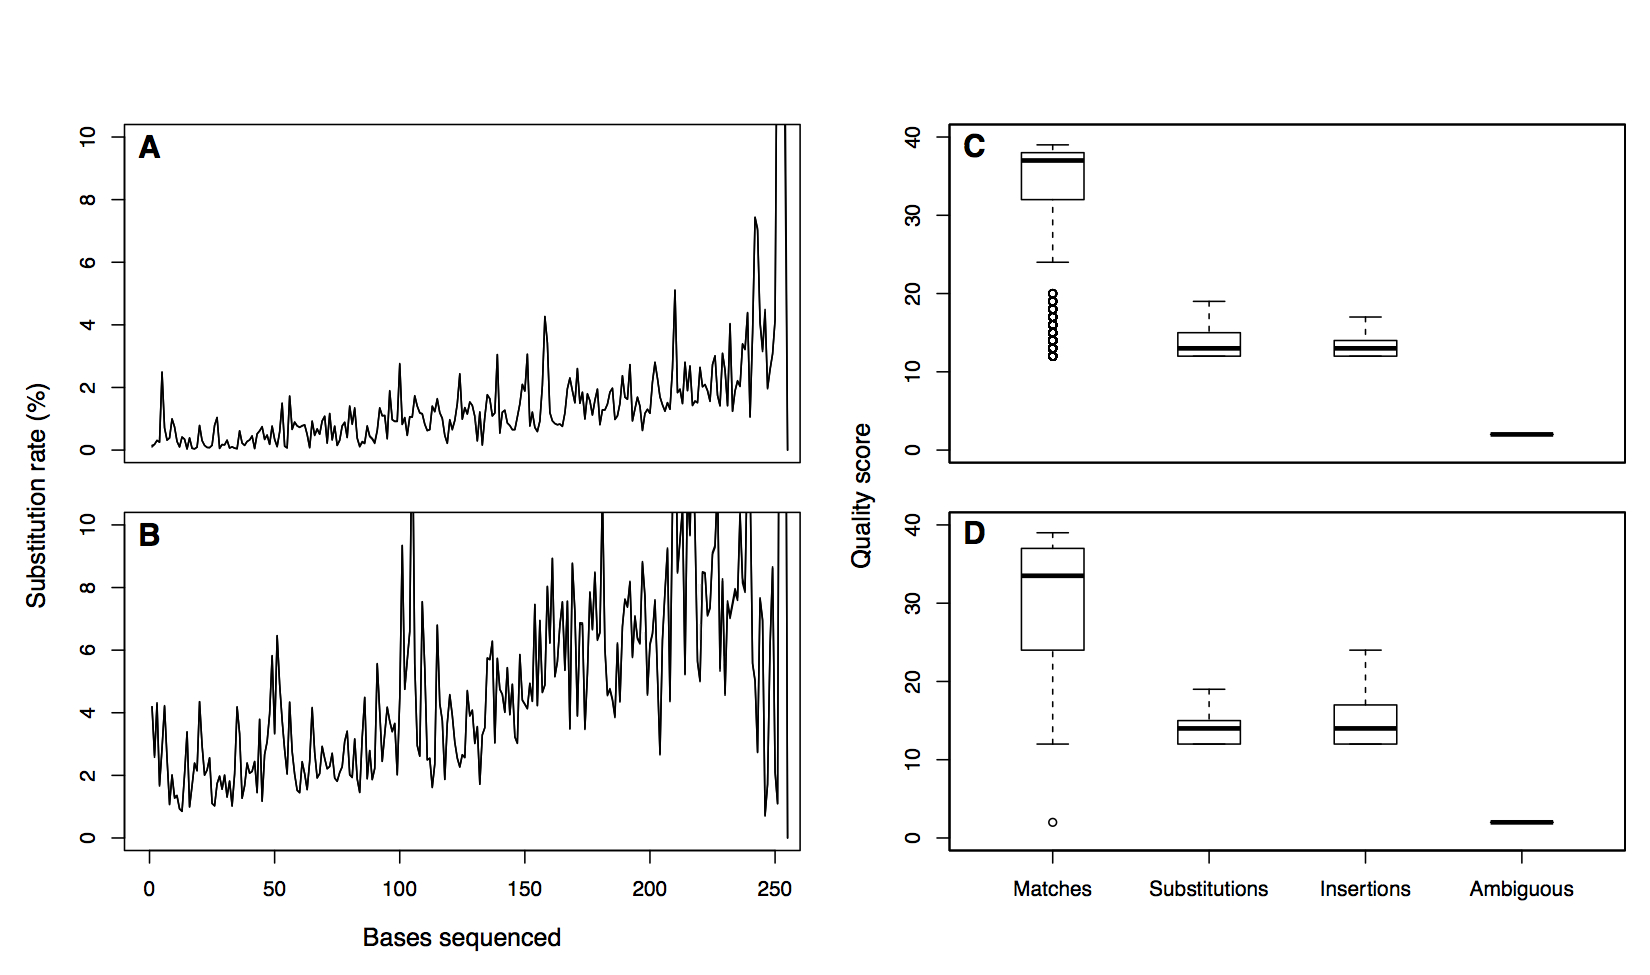 A
10
8
6
4
2
0
B
10
8
6
4
2
0
Substitution rate (%)
0 50 100 150 200 250
Bases sequenced
C
40
30
20
10
0
D
40
30
20
10
0
Quality score
Matches Substitutions Insertions Ambiguous